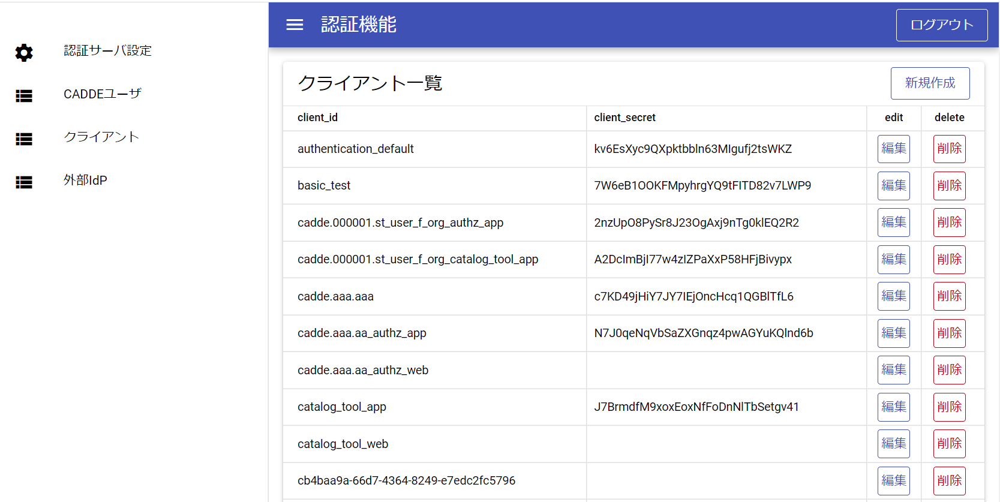 認証機能
ログアウト
認証サーバ設定
CADDEユーザ
クライアント
外部IdP
クライアント一覧
新規作成
client_id client_secret edit delete
authentication_default kv6EsXyc9QXpktbbln63MIgufj2tsWKZ 編集 削除
basic_test 7W6eB1OOKFMpyhrgYQ9tFITD82v7LWP9 編集 削除
cadde.000001.st_user_f_org_authz_app 2nzUpO8PySr8J23OgAxj9nTg0klEQ2R2 編集 削除
cadde.000001.st_user_f_org_catalog_tool_app A2DcImBjI77w4zIZPaXxP58HFjBivypx 編集 削除
cadde.aaa.aaa c7KD49jHiY7JY7IEjOncHcq1QGBlTfL6 編集 削除
cadde.aaa.aa_authz_app N7J0qeNqVbSaZXGnqz4pwAGYuKQlnd6b 編集 削除
cadde.aaa.aa_authz_web 編集 削除
catalog_tool_app J7BrmdfM9xoxEoxNfFoDnNlTbSetgv41 編集 削除
catalog_tool_web 編集 削除
cb4baa9a-66d7-4364-8249-e7edc2fc5796 編集 削除